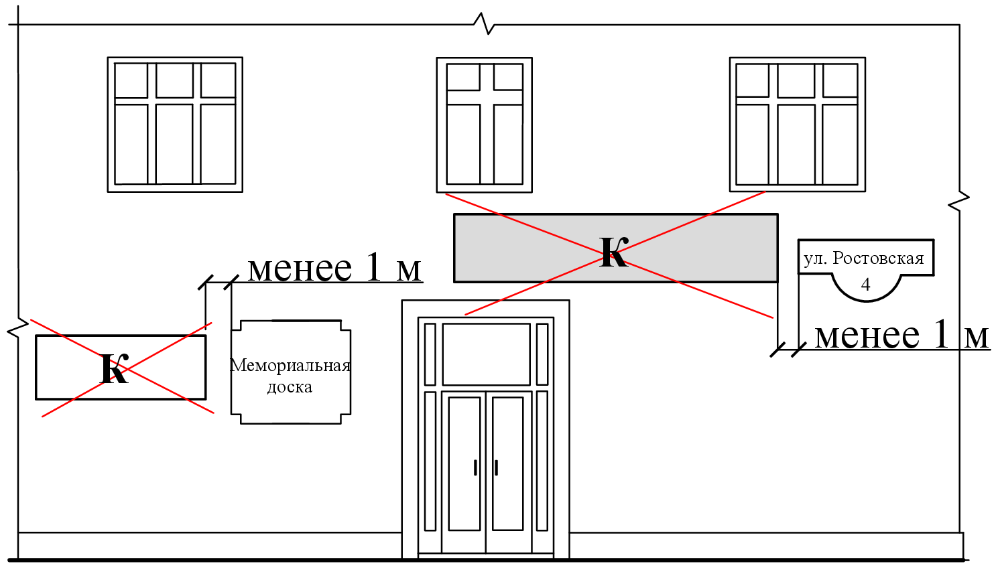 К
ул. Ростовская
4
менее 1 м
менее 1 м
К
Мемориальная
доска